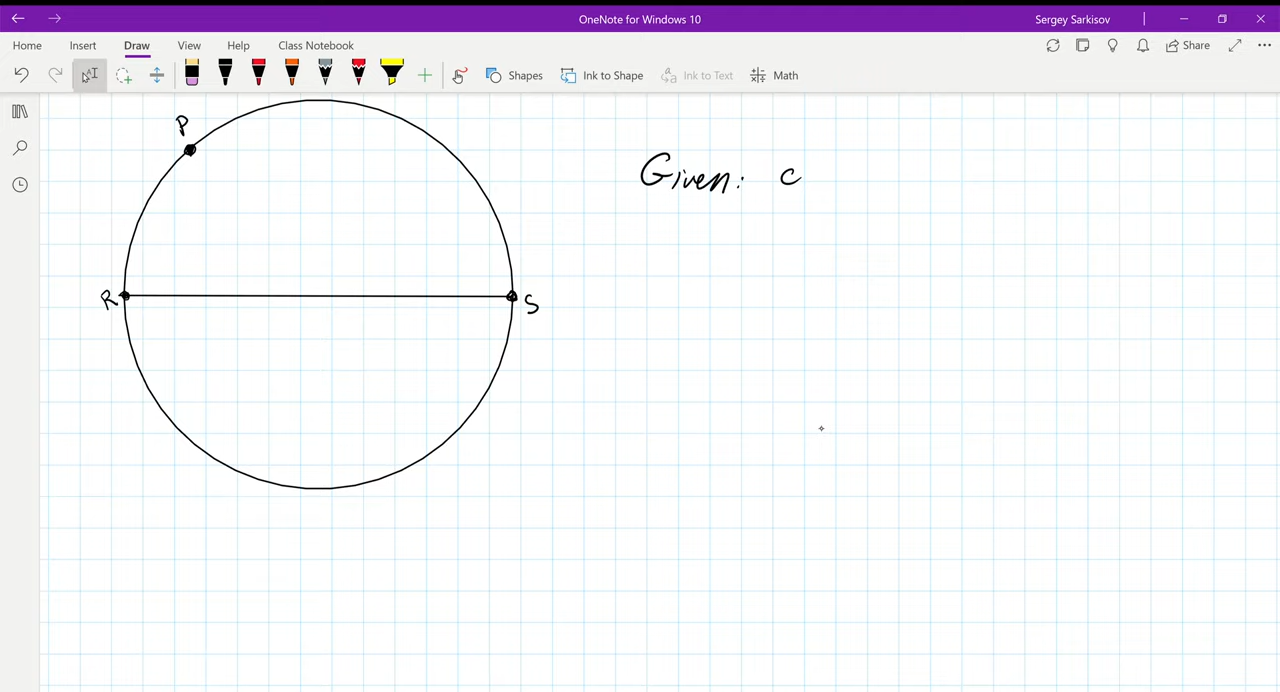 OneNote for Windows 10
Sergey Sarkisov
Home Insert Draw View Help Class Notebook
Share
Shapes Ink to Shape Ink to Text Math
P
Given: c
R
S